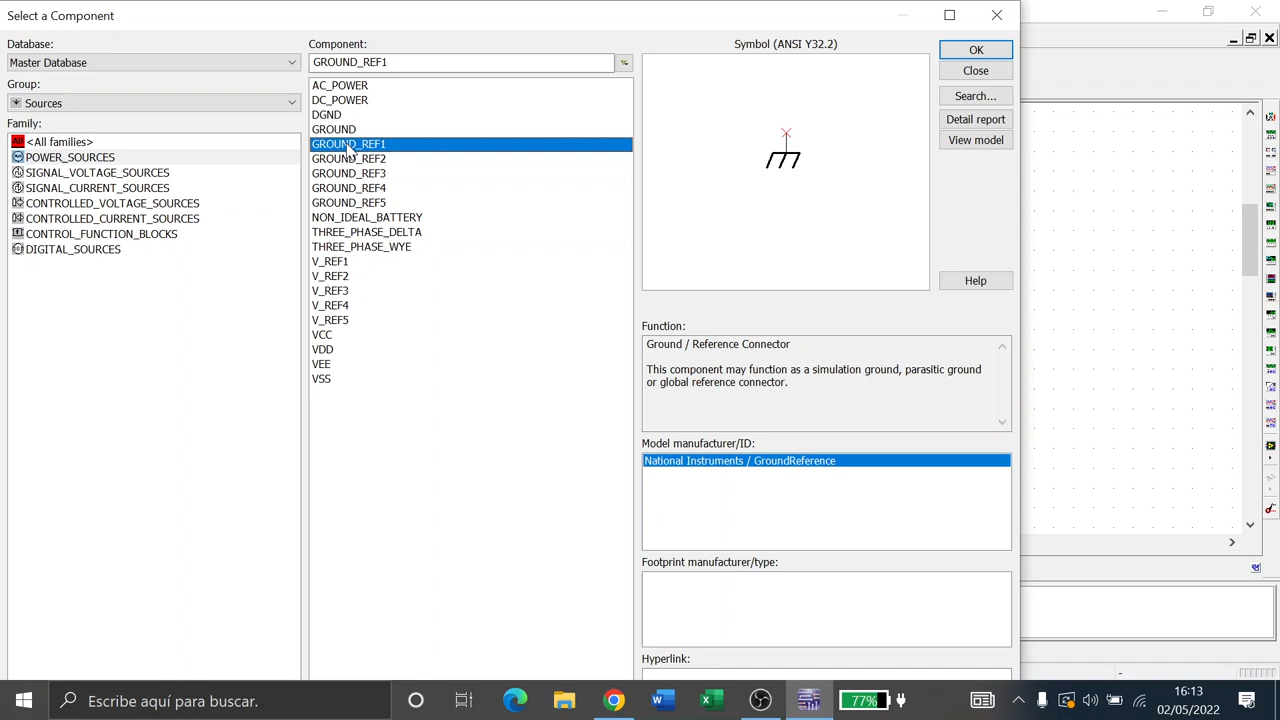 Select a Component
Database:
Master Database
Group:
Sources
Family:
<All families>
POWER_SOURCES
SIGNAL_VOLTAGE_SOURCES
SIGNAL_CURRENT_SOURCES
CONTROLLED_VOLTAGE_SOURCES
CONTROLLED_CURRENT_SOURCES
CONTROL_FUNCTION_BLOCKS
DIGITAL_SOURCES
Component:
GROUND_REF1
AC_POWER
DC_POWER
DGND
GROUND
GROUND_REF1
GROUND_REF2
GROUND_REF3
GROUND_REF4
GROUND_REF5
NON_IDEAL_BATTERY
THREE_PHASE_DELTA
THREE_PHASE_WYE
V_REF1
V_REF2
V_REF3
V_REF4
V_REF5
VCC
VDD
VEE
VSS
Symbol (ANSI Y32.2)
OK
Close
Search...
Detail report
View model
Help
Function:
Ground / Reference Connector
This component may function as a simulation ground, parasitic ground
or global reference connector.
Model manufacturer/ID:
National Instruments / GroundReference
Footprint manufacturer/type:
Hyperlink:
Escribe aquí para buscar.
77%
16:13
02/05/2022